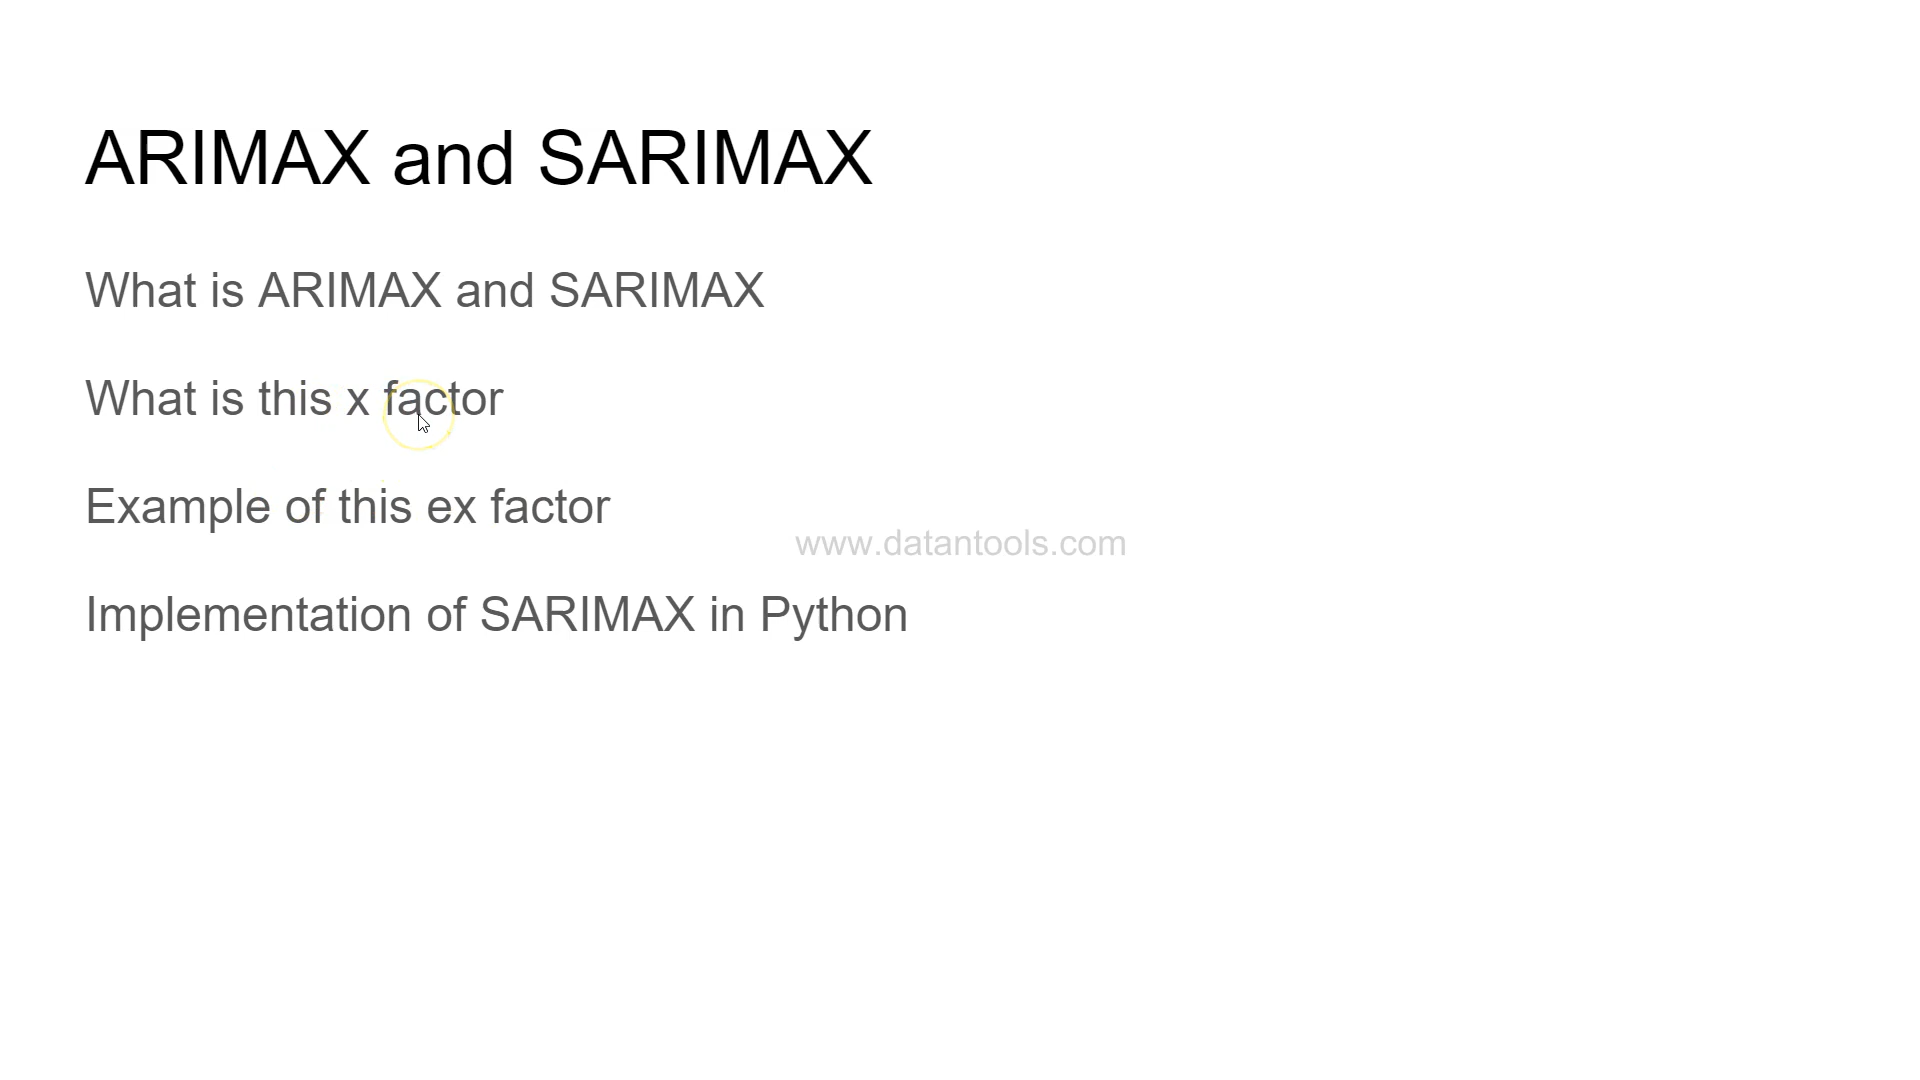 ARIMAX and SARIMAX
What is ARIMAX and SARIMAX
What is this x factor
Example of this ex factor
www.datantools.com
Implementation of SARIMAX in Python